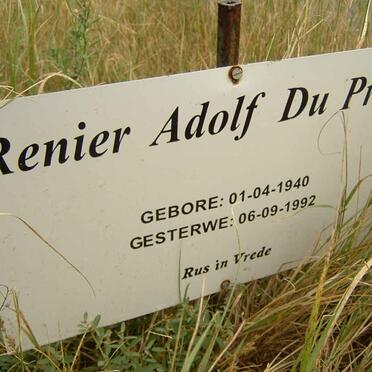 Renier Adolf Du Pr
GEBORE: 01-04-1940
GESTERWE: 06-09-1992
Rus in Vrede